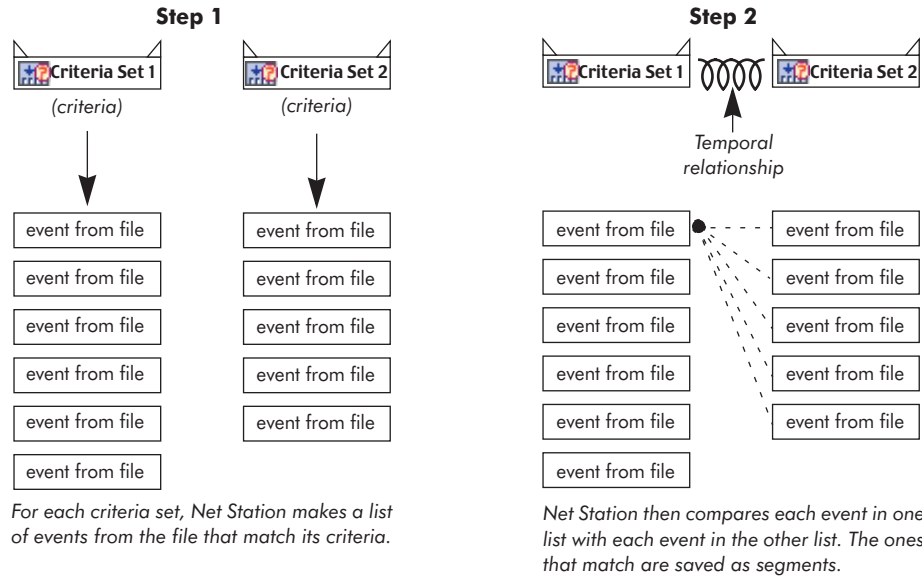 Step 1
Criteria Set 1
Criteria Set 2
(criteria)
(criteria)
event from file
event from file
event from file
event from file
event from file
event from file
event from file
event from file
event from file
event from file
event from file
For each criteria set, Net Station makes a list
of events from the file that match its criteria.
Step 2
Criteria Set 1
Criteria Set 2
Temporal
relationship
event from file
event from file
event from file
event from file
event from file
event from file
event from file
event from file
event from file
event from file
event from file
Net Station then compares each event in one
list with each event in the other list. The ones
that match are saved as segments.